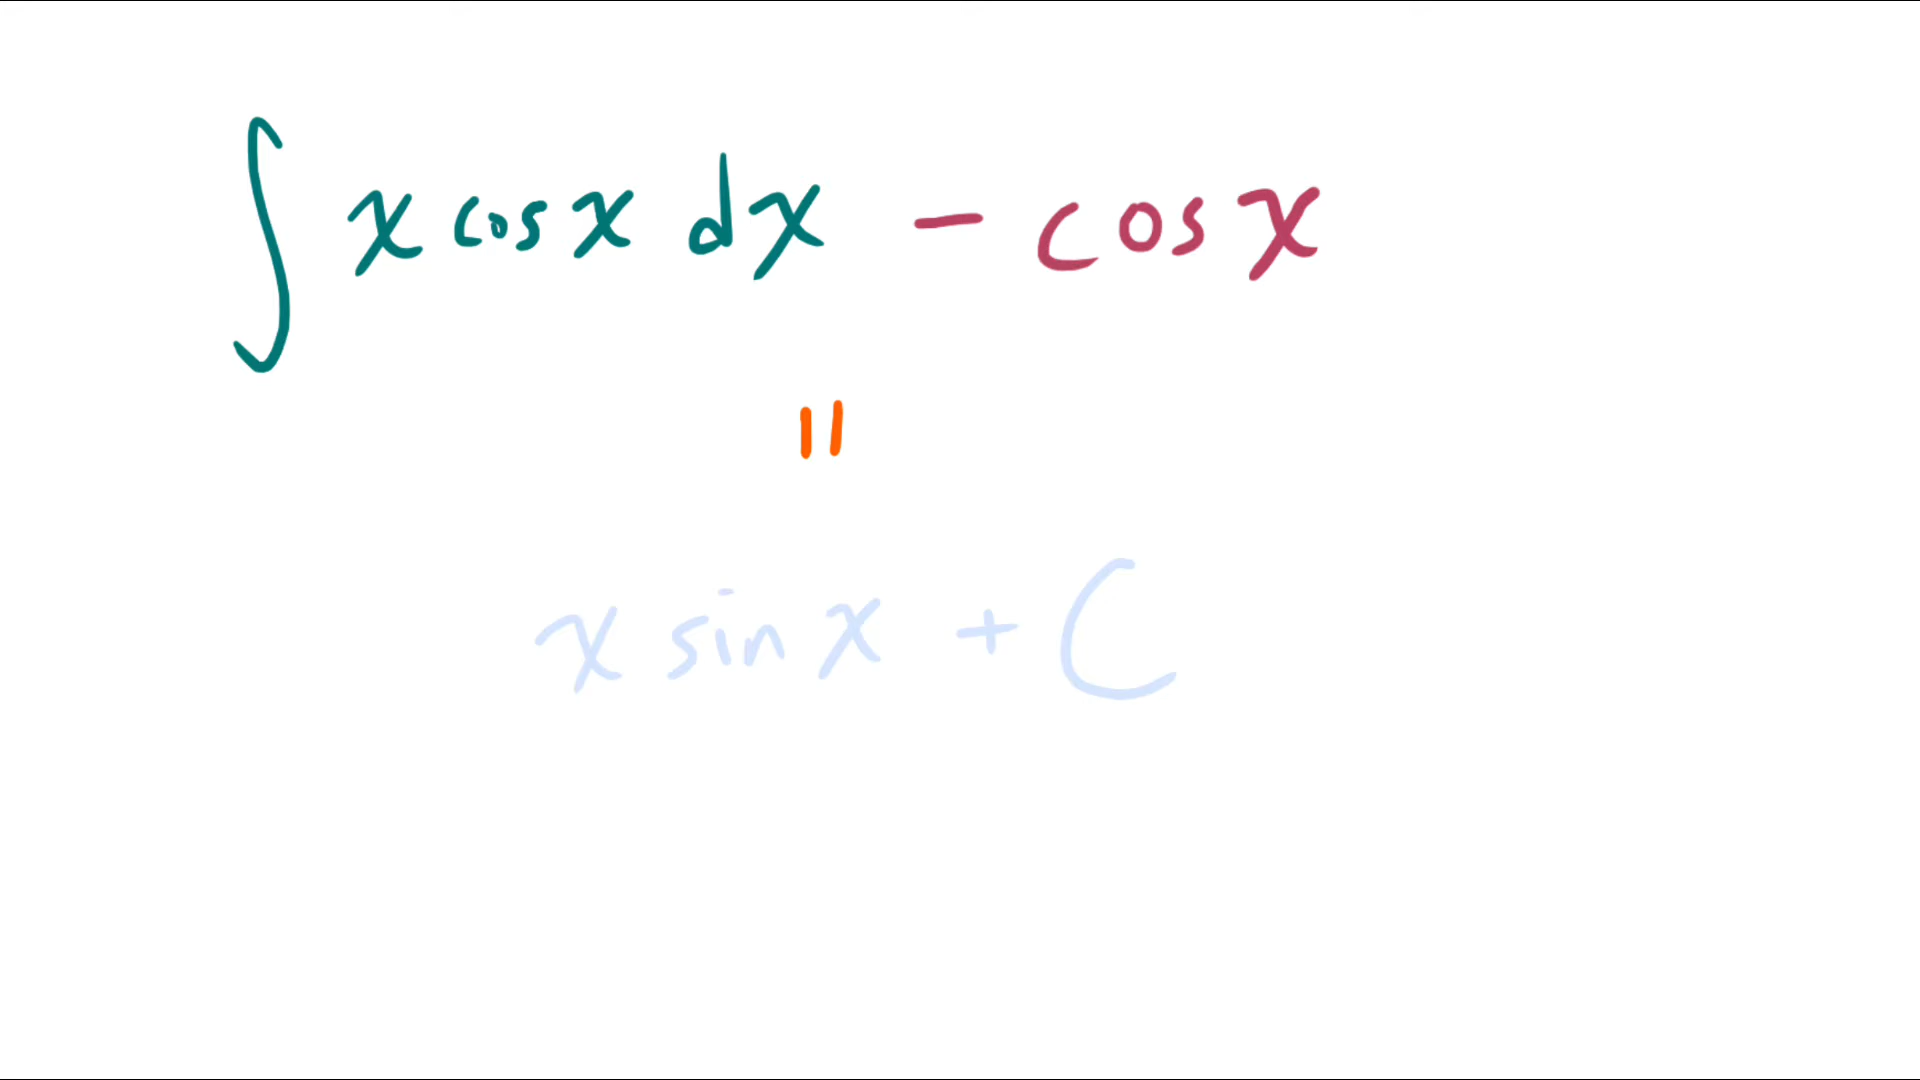 ∫ x cos x dx − cos x
=
x sin x + C